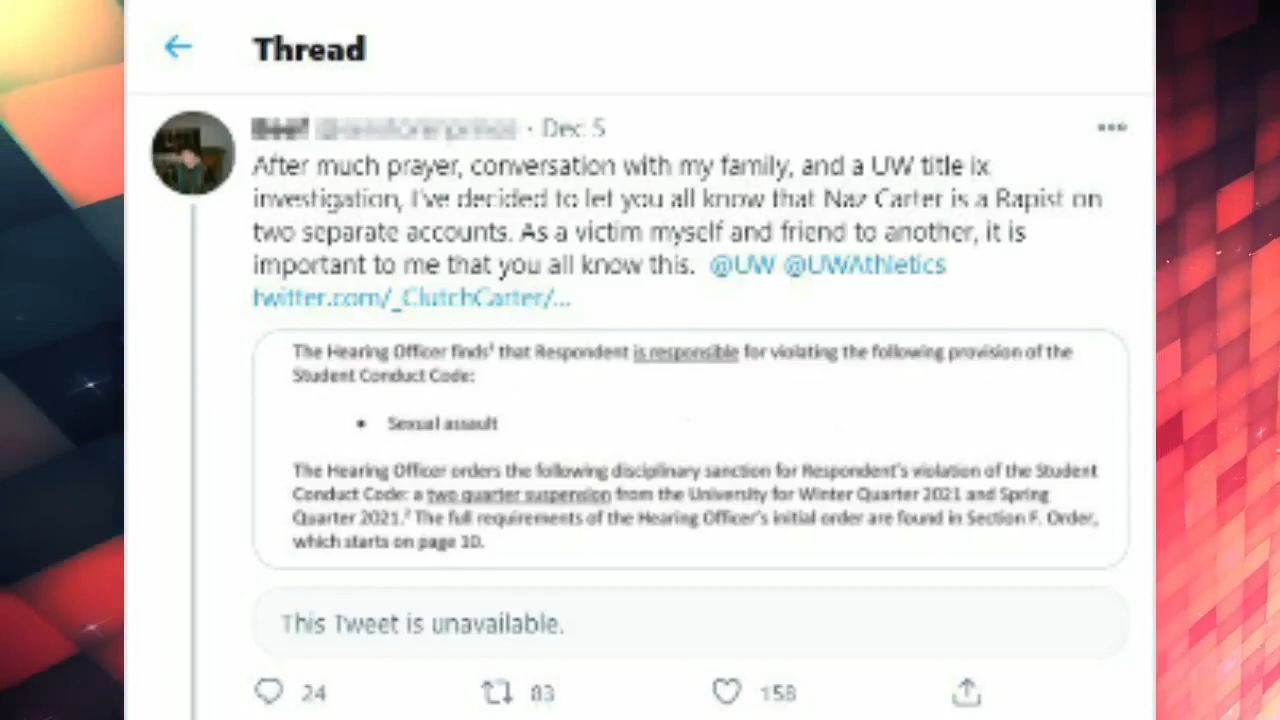 Thread
· Dec 5
After much prayer, conversation with my family, and a UW title ix
investigation, I've decided to let you all know that Naz Carter is a Rapist on
two separate accounts. As a victim myself and friend to another, it is
important to me that you all know this. @UW @UWAthletics
twitter.com/_ClutchCarter/...
The Hearing Officer finds¹ that Respondent is responsible for violating the following provision of the
Student Conduct Code:
• Sexual assault
The Hearing Officer orders the following disciplinary sanction for Respondent's violation of the Student
Conduct Code: a two quarter suspension from the University for Winter Quarter 2021 and Spring
Quarter 2021.² The full requirements of the Hearing Officer's initial order are found in Section F. Order,
which starts on page 10.
This Tweet is unavailable.
24 83 158